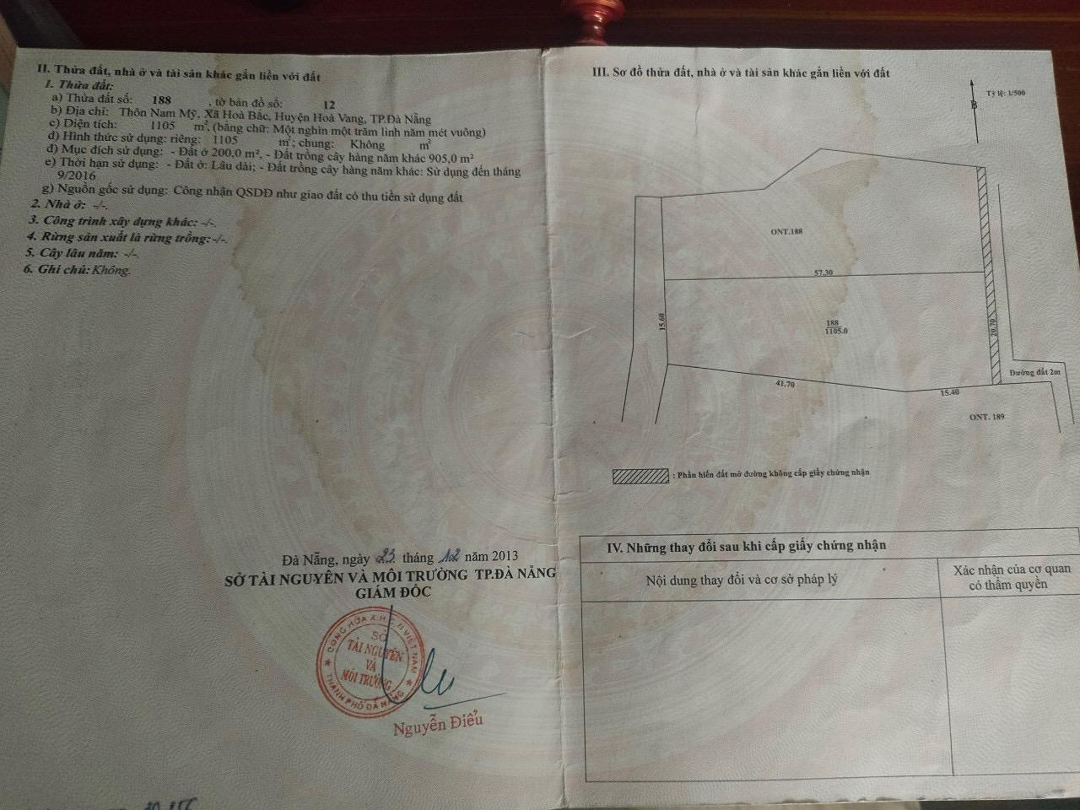 II. Thửa đất, nhà ở và tài sản khác gắn liền với đất
1. Thửa đất:
a) Thửa đất số: 188 , tờ bản đồ số: 12
b) Địa chỉ: Thôn Nam Mỹ, Xã Hoà Bắc, Huyện Hoà Vang, TP.Đà Nẵng
c) Diện tích: 1105 m², (bằng chữ: Một nghìn một trăm linh năm mét vuông)
d) Hình thức sử dụng: riêng: 1105 m²; chung: Không m²
đ) Mục đích sử dụng: - Đất ở 200,0 m², - Đất trồng cây hàng năm khác 905,0 m²
e) Thời hạn sử dụng: - Đất ở: Lâu dài; - Đất trồng cây hàng năm khác: Sử dụng đến tháng
9/2016
g) Nguồn gốc sử dụng: Công nhận QSDĐ như giao đất có thu tiền sử dụng đất
2. Nhà ở: -/-.
3. Công trình xây dựng khác: -/-.
4. Rừng sản xuất là rừng trồng: -/-.
5. Cây lâu năm: -/-.
6. Ghi chú: Không.
Đà Nẵng, ngày 23 tháng 12 năm 2013
SỞ TÀI NGUYÊN VÀ MÔI TRƯỜNG TP.ĐÀ NẴNG
GIÁM ĐỐC
CỘNG HÒA X.H.C.N VIỆT NAM
SỞ
TÀI NGUYÊN
VÀ
MÔI TRƯỜNG
THÀNH PHỐ ĐÀ NẴNG
Nguyễn Điểu
III. Sơ đồ thửa đất, nhà ở và tài sản khác gắn liền với đất
Tỷ lệ: 1/500
B
ONT.188
57.30
15.60
188
1105.0
20.70
Đường đất 2m
41.70
15.40
ONT. 189
: Phần hiến đất mở đường không cấp giấy chứng nhận
IV. Những thay đổi sau khi cấp giấy chứng nhận
Nội dung thay đổi và cơ sở pháp lý
Xác nhận của cơ quan
có thẩm quyền